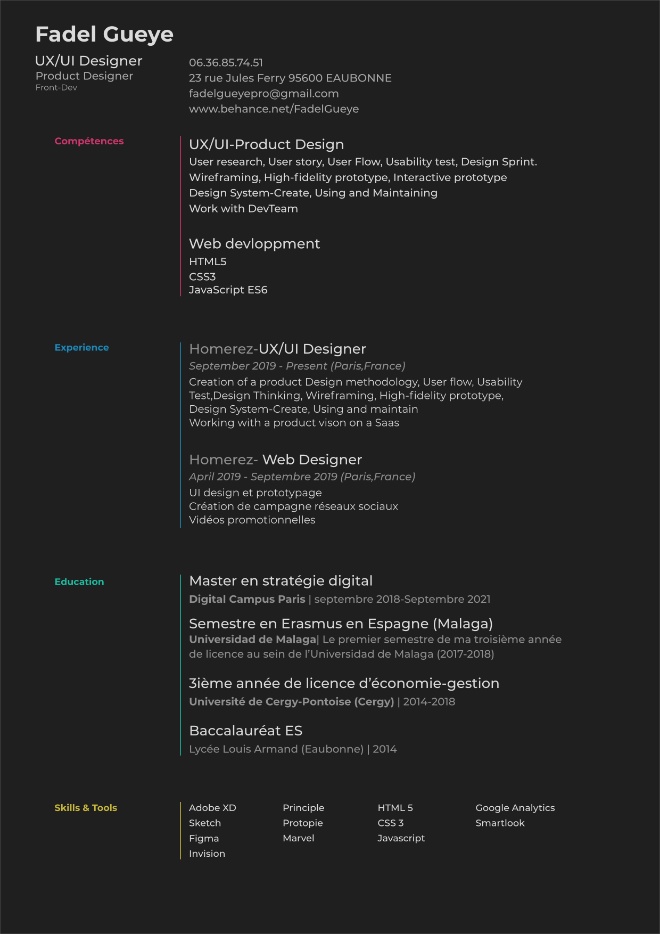 Fadel Gueye
UX/UI Designer
Product Designer
Front-Dev
06.36.85.74.51
23 rue Jules Ferry 95600 EAUBONNE
fadelgueyepro@gmail.com
www.behance.net/FadelGueye
Compétences
UX/UI-Product Design
User research, User story, User Flow, Usability test, Design Sprint.
Wireframing, High-fidelity prototype, Interactive prototype
Design System-Create, Using and Maintaining
Work with DevTeam
Web devloppment
HTML5
CSS3
JavaScript ES6
Experience
Homerez-UX/UI Designer
September 2019 - Present (Paris,France)
Creation of a product Design methodology, User flow, Usability
Test,Design Thinking, Wireframing, High-fidelity prototype,
Design System-Create, Using and maintain
Working with a product vison on a Saas
Homerez- Web Designer
April 2019 - Septembre 2019 (Paris,France)
UI design et prototypage
Création de campagne réseaux sociaux
Vidéos promotionnelles
Education
Master en stratégie digital
Digital Campus Paris | septembre 2018-Septembre 2021
Semestre en Erasmus en Espagne (Malaga)
Universidad de Malaga| Le premier semestre de ma troisième année
de licence au sein de l'Universidad de Malaga (2017-2018)
3ième année de licence d'économie-gestion
Université de Cergy-Pontoise (Cergy) | 2014-2018
Baccalauréat ES
Lycée Louis Armand (Eaubonne) | 2014
Skills & Tools
Adobe XD Principle HTML 5 Google Analytics
Sketch Protopie CSS 3 Smartlook
Figma Marvel Javascript
Invision